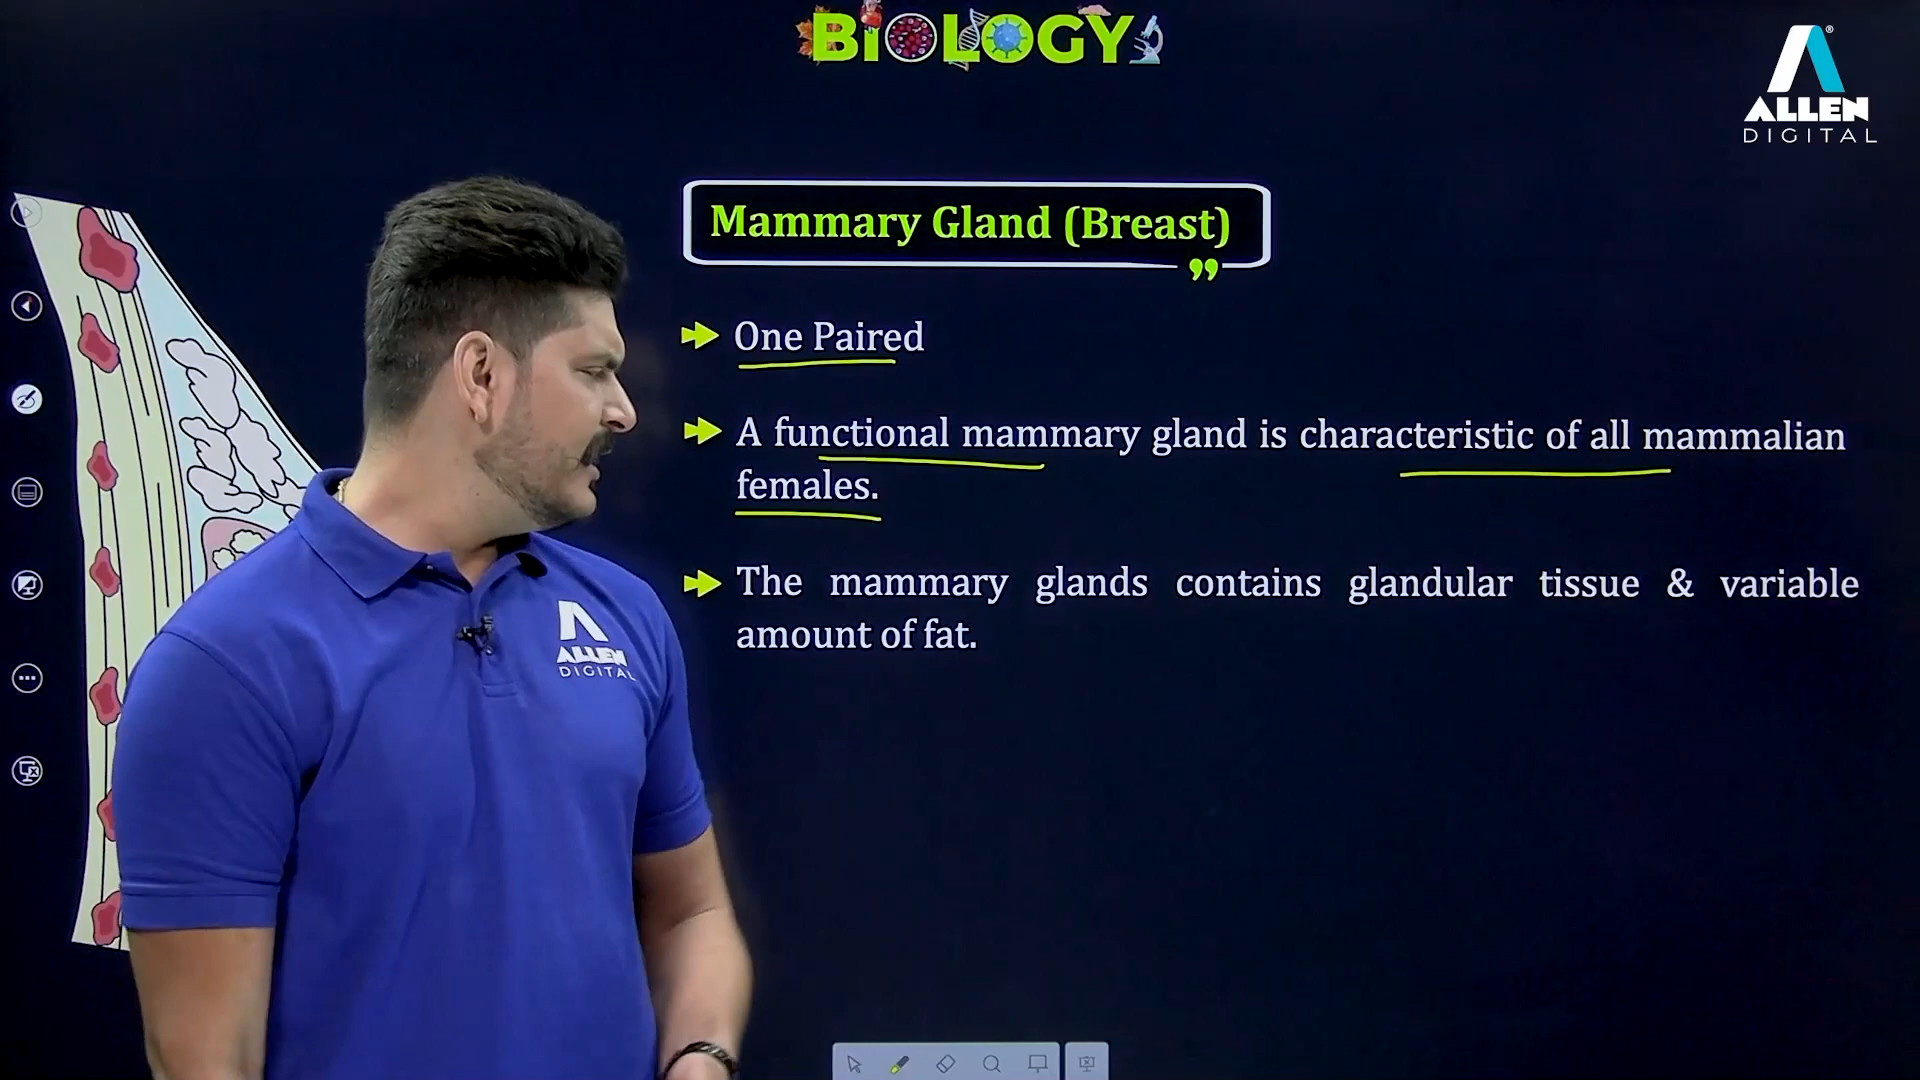 BIOLOGY
ALLEN
DIGITAL
Mammary Gland (Breast)
”
One Paired
A functional mammary gland is characteristic of all mammalian
females.
The mammary glands contains glandular tissue & variable
amount of fat.
ALLEN
DIGITAL